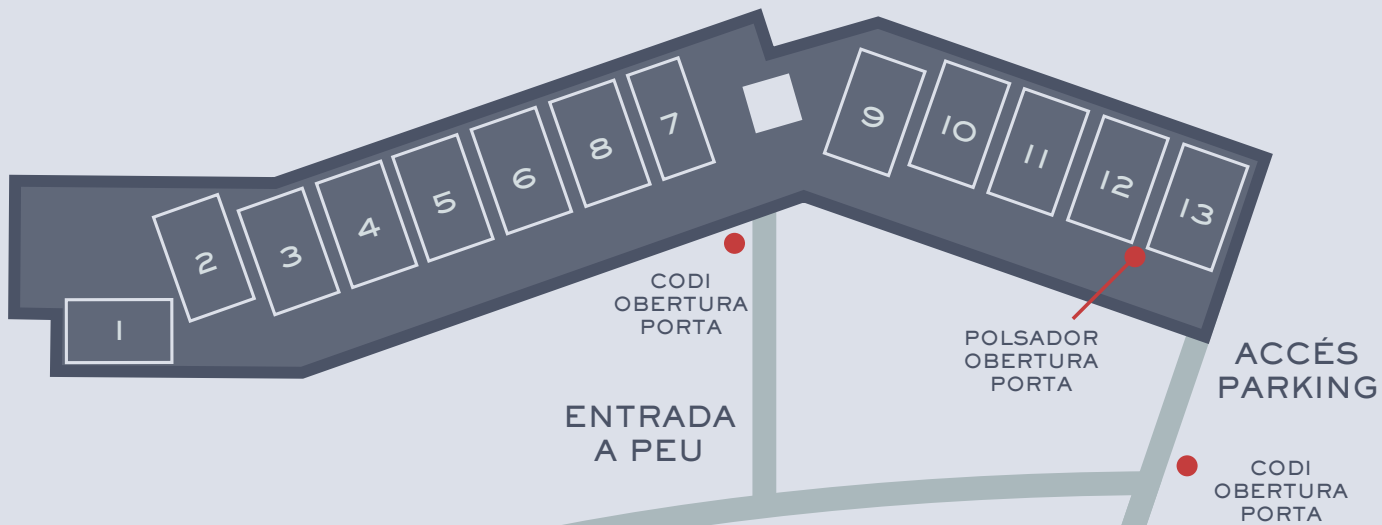 1
2
3
4
5
6
8
7
9
10
11
12
13
CODI
OBERTURA
PORTA
POLSADOR
OBERTURA
PORTA
ACCÉS
PARKING
ENTRADA
A PEU
CODI
OBERTURA
PORTA